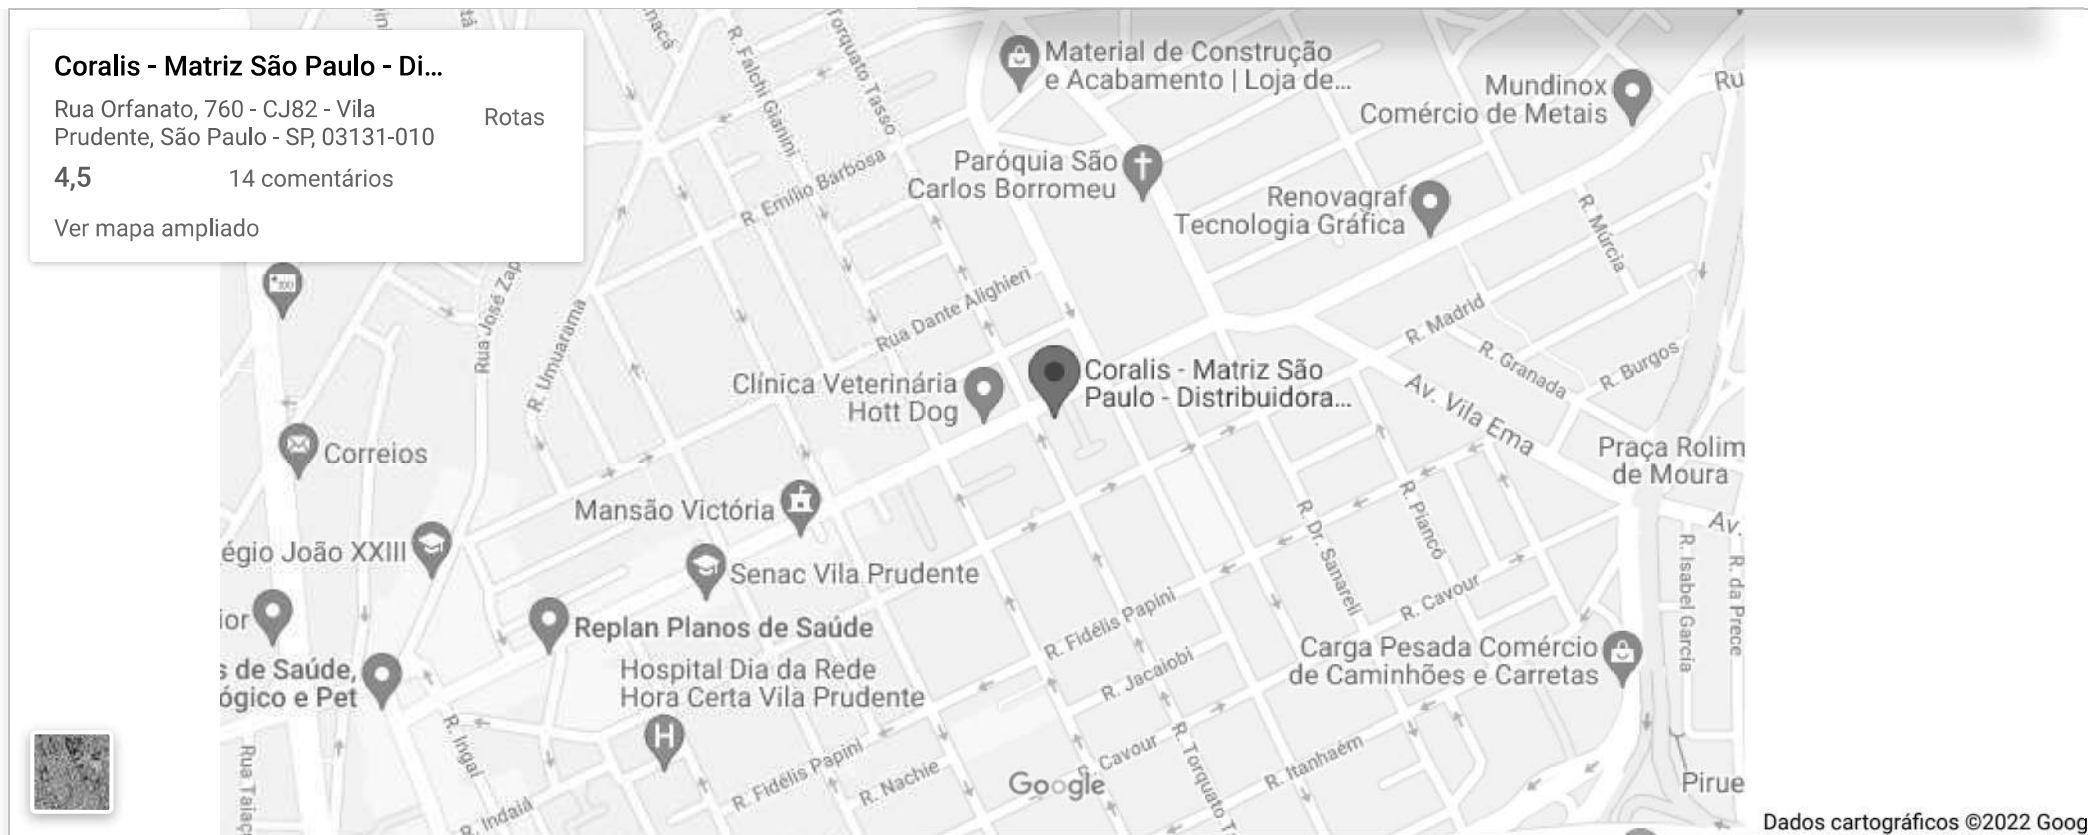 Coralis - Matriz São Paulo - Di...
Rua Orfanato, 760 - CJ82 - Vila
Prudente, São Paulo - SP, 03131-010
Rotas
4,5
14 comentários
Ver mapa ampliado
R. Falchi Gianini
Torquato Tasso
Material de Construção
e Acabamento | Loja de...
Mundinox
Comércio de Metais
Ru
R. Emílio Barbosa
Paróquia São
Carlos Borromeu
Renovagraf
Tecnologia Gráfica
R. Múrcia
Rua José Zap
R. Umuarama
Rua Dante Alighieri
R. Madrid
R. Granada
R. Burgos
Clínica Veterinária
Hott Dog
Coralis - Matriz São
Paulo - Distribuidora...
Av. Vila Ema
Correios
Praça Rolim
de Moura
Mansão Victória
R. Dr. Sanareli
R. Piancó
Av.
égio João XXIII
Senac Vila Prudente
R. Isabel Garcia
R. da Prece
R. Cavour
R. Fidélis Papini
ior
Replan Planos de Saúde
s de Saúde,
ógico e Pet
Hospital Dia da Rede
Hora Certa Vila Prudente
R. Jacaiobi
Carga Pesada Comércio
de Caminhões e Carretas
H
R. Ingaí
Rua Taiaç
R. Indaiá
R. Fidélis Papini
R. Nachie
Google
R. Cavour
R. Torquato T
R. Itanhaém
Pirue
Dados cartográficos ©2022 Goog